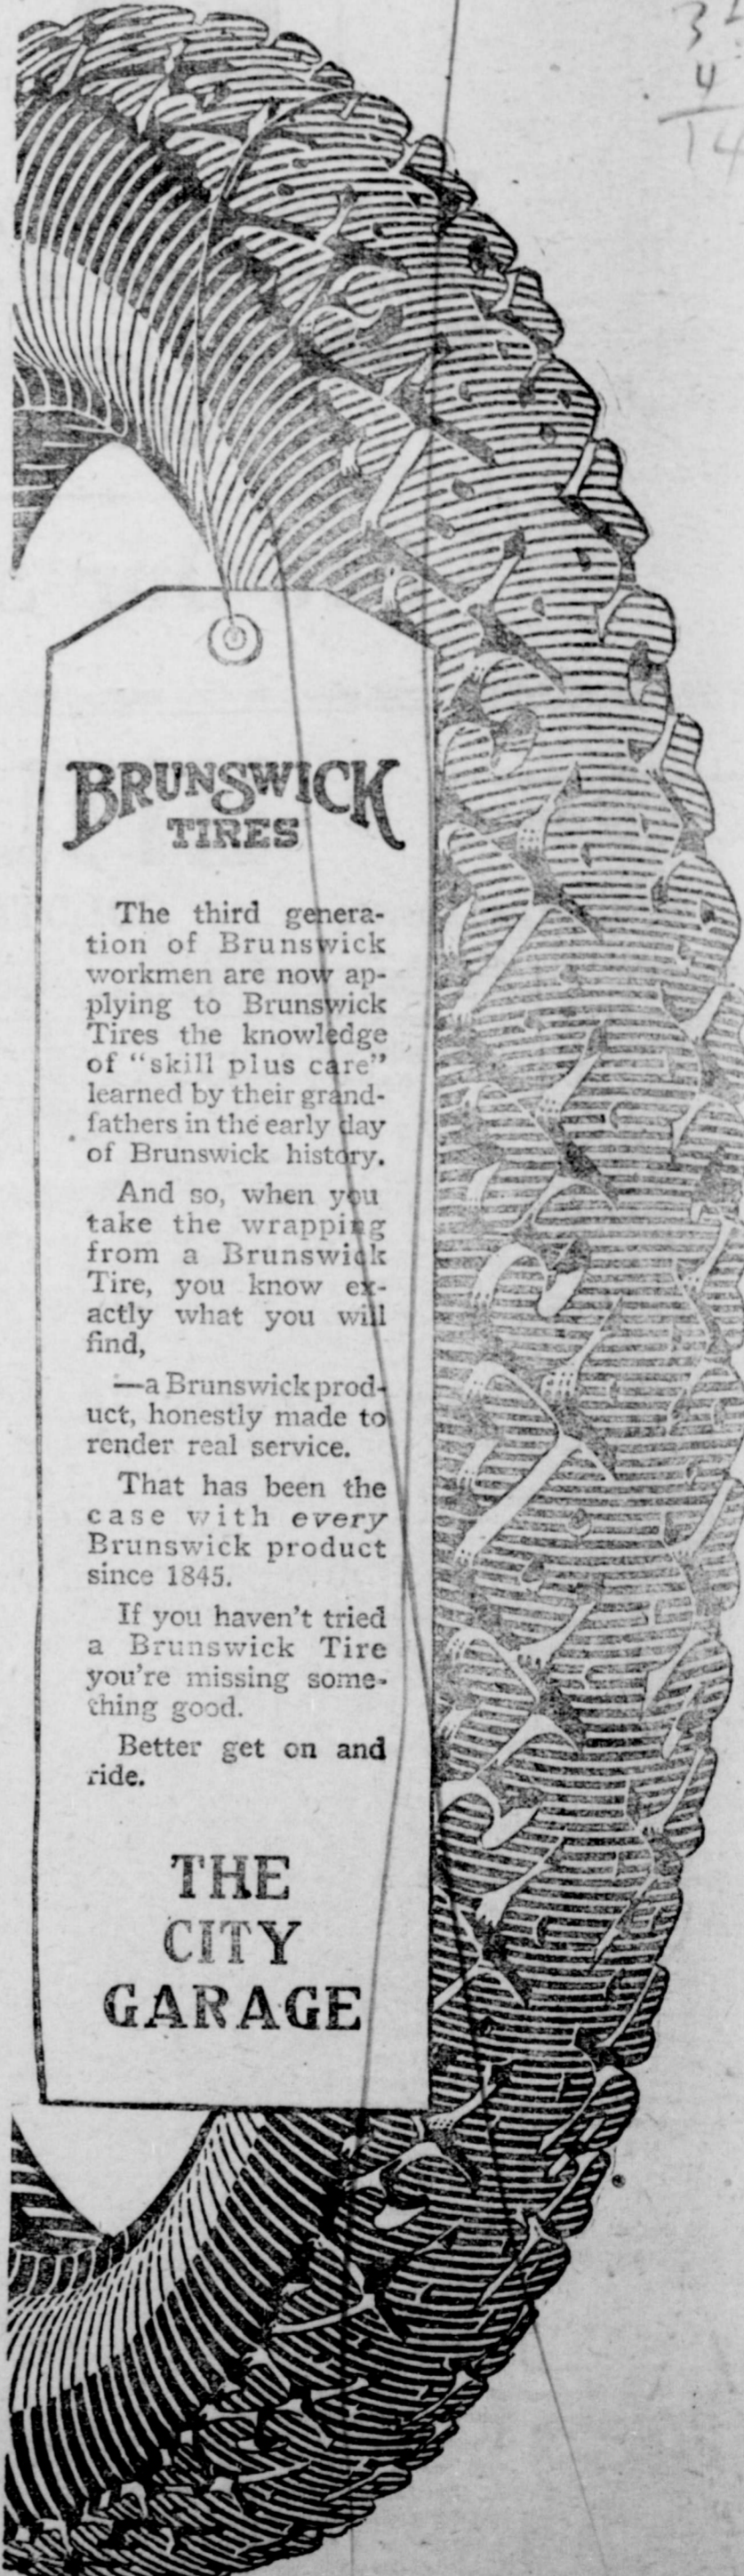 BRUNSWICK
TIRES
The third genera-
tion of Brunswick
workmen are now ap-
plying to Brunswick
Tires the knowledge
of "skill plus care"
learned by their grand-
fathers in the early day
of Brunswick history.
And so, when you
take the wrapping
from a Brunswick
Tire, you know ex-
actly what you will
find,
—a Brunswick prod-
uct, honestly made to
render real service.
That has been the
case with every
Brunswick product
since 1845.
If you haven't tried
a Brunswick Tire
you're missing some-
thing good.
Better get on and
ride.
THE
CITY
GARAGE
4
14